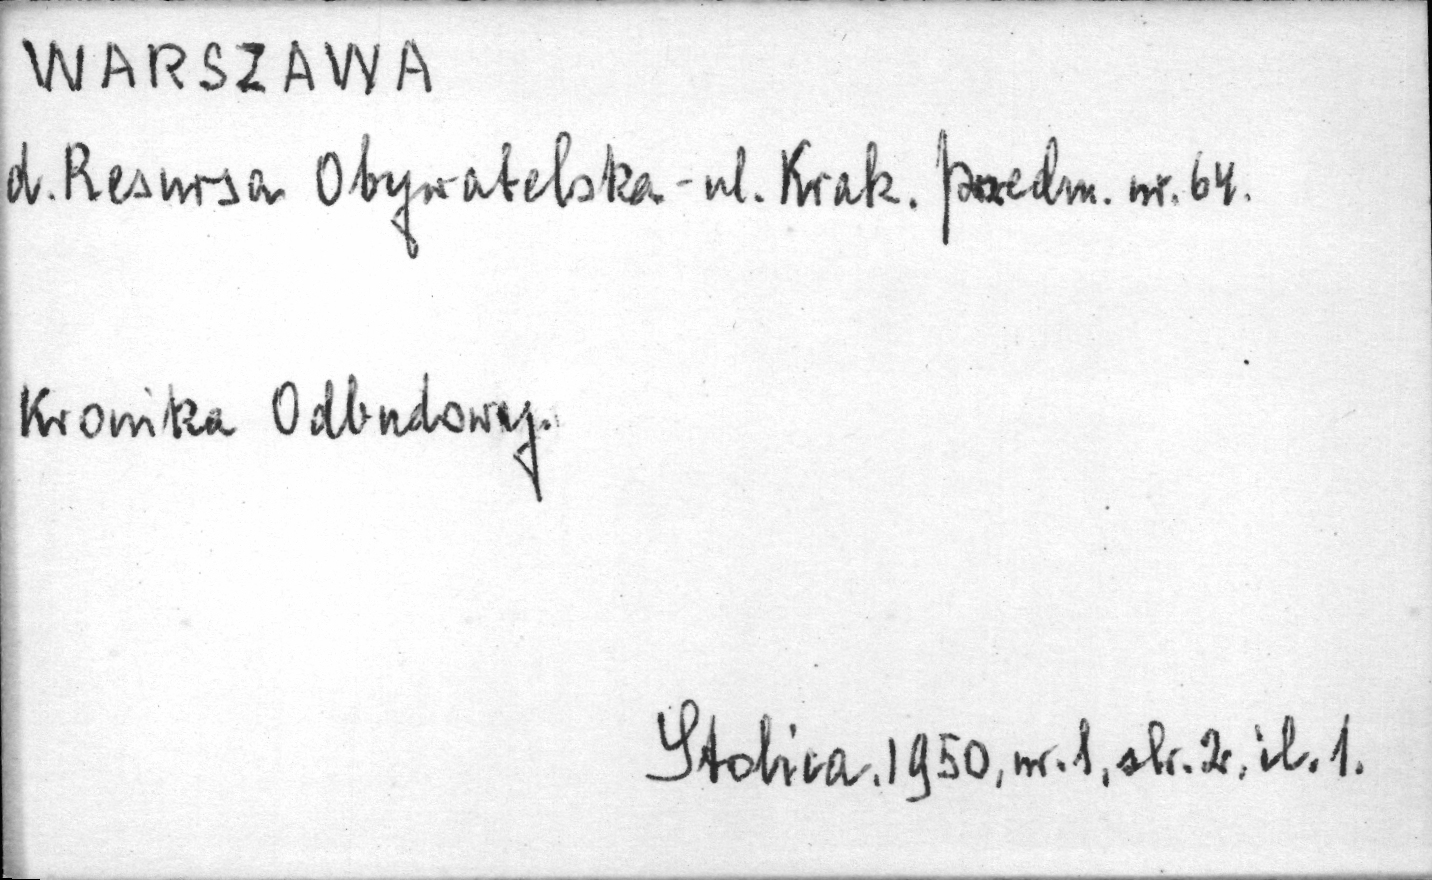 WARSZAWA
d. Resursa Obywatelska - ul. Krak. przedm. nr. 64.
Kronika Odbudowy.
Stolica. 1950, nr. 1, str. 2, il. 1.